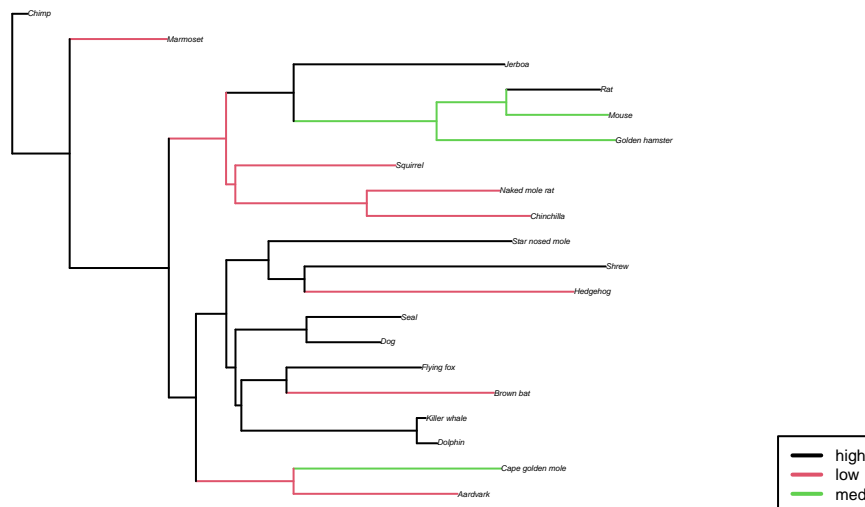 Chimp
Marmoset
Jerboa
Rat
Mouse
Golden hamster
Squirrel
Naked mole rat
Chinchilla
Star nosed mole
Shrew
Hedgehog
Seal
Dog
Flying fox
Brown bat
Killer whale
Dolphin
Cape golden mole
Aardvark
high
low
med